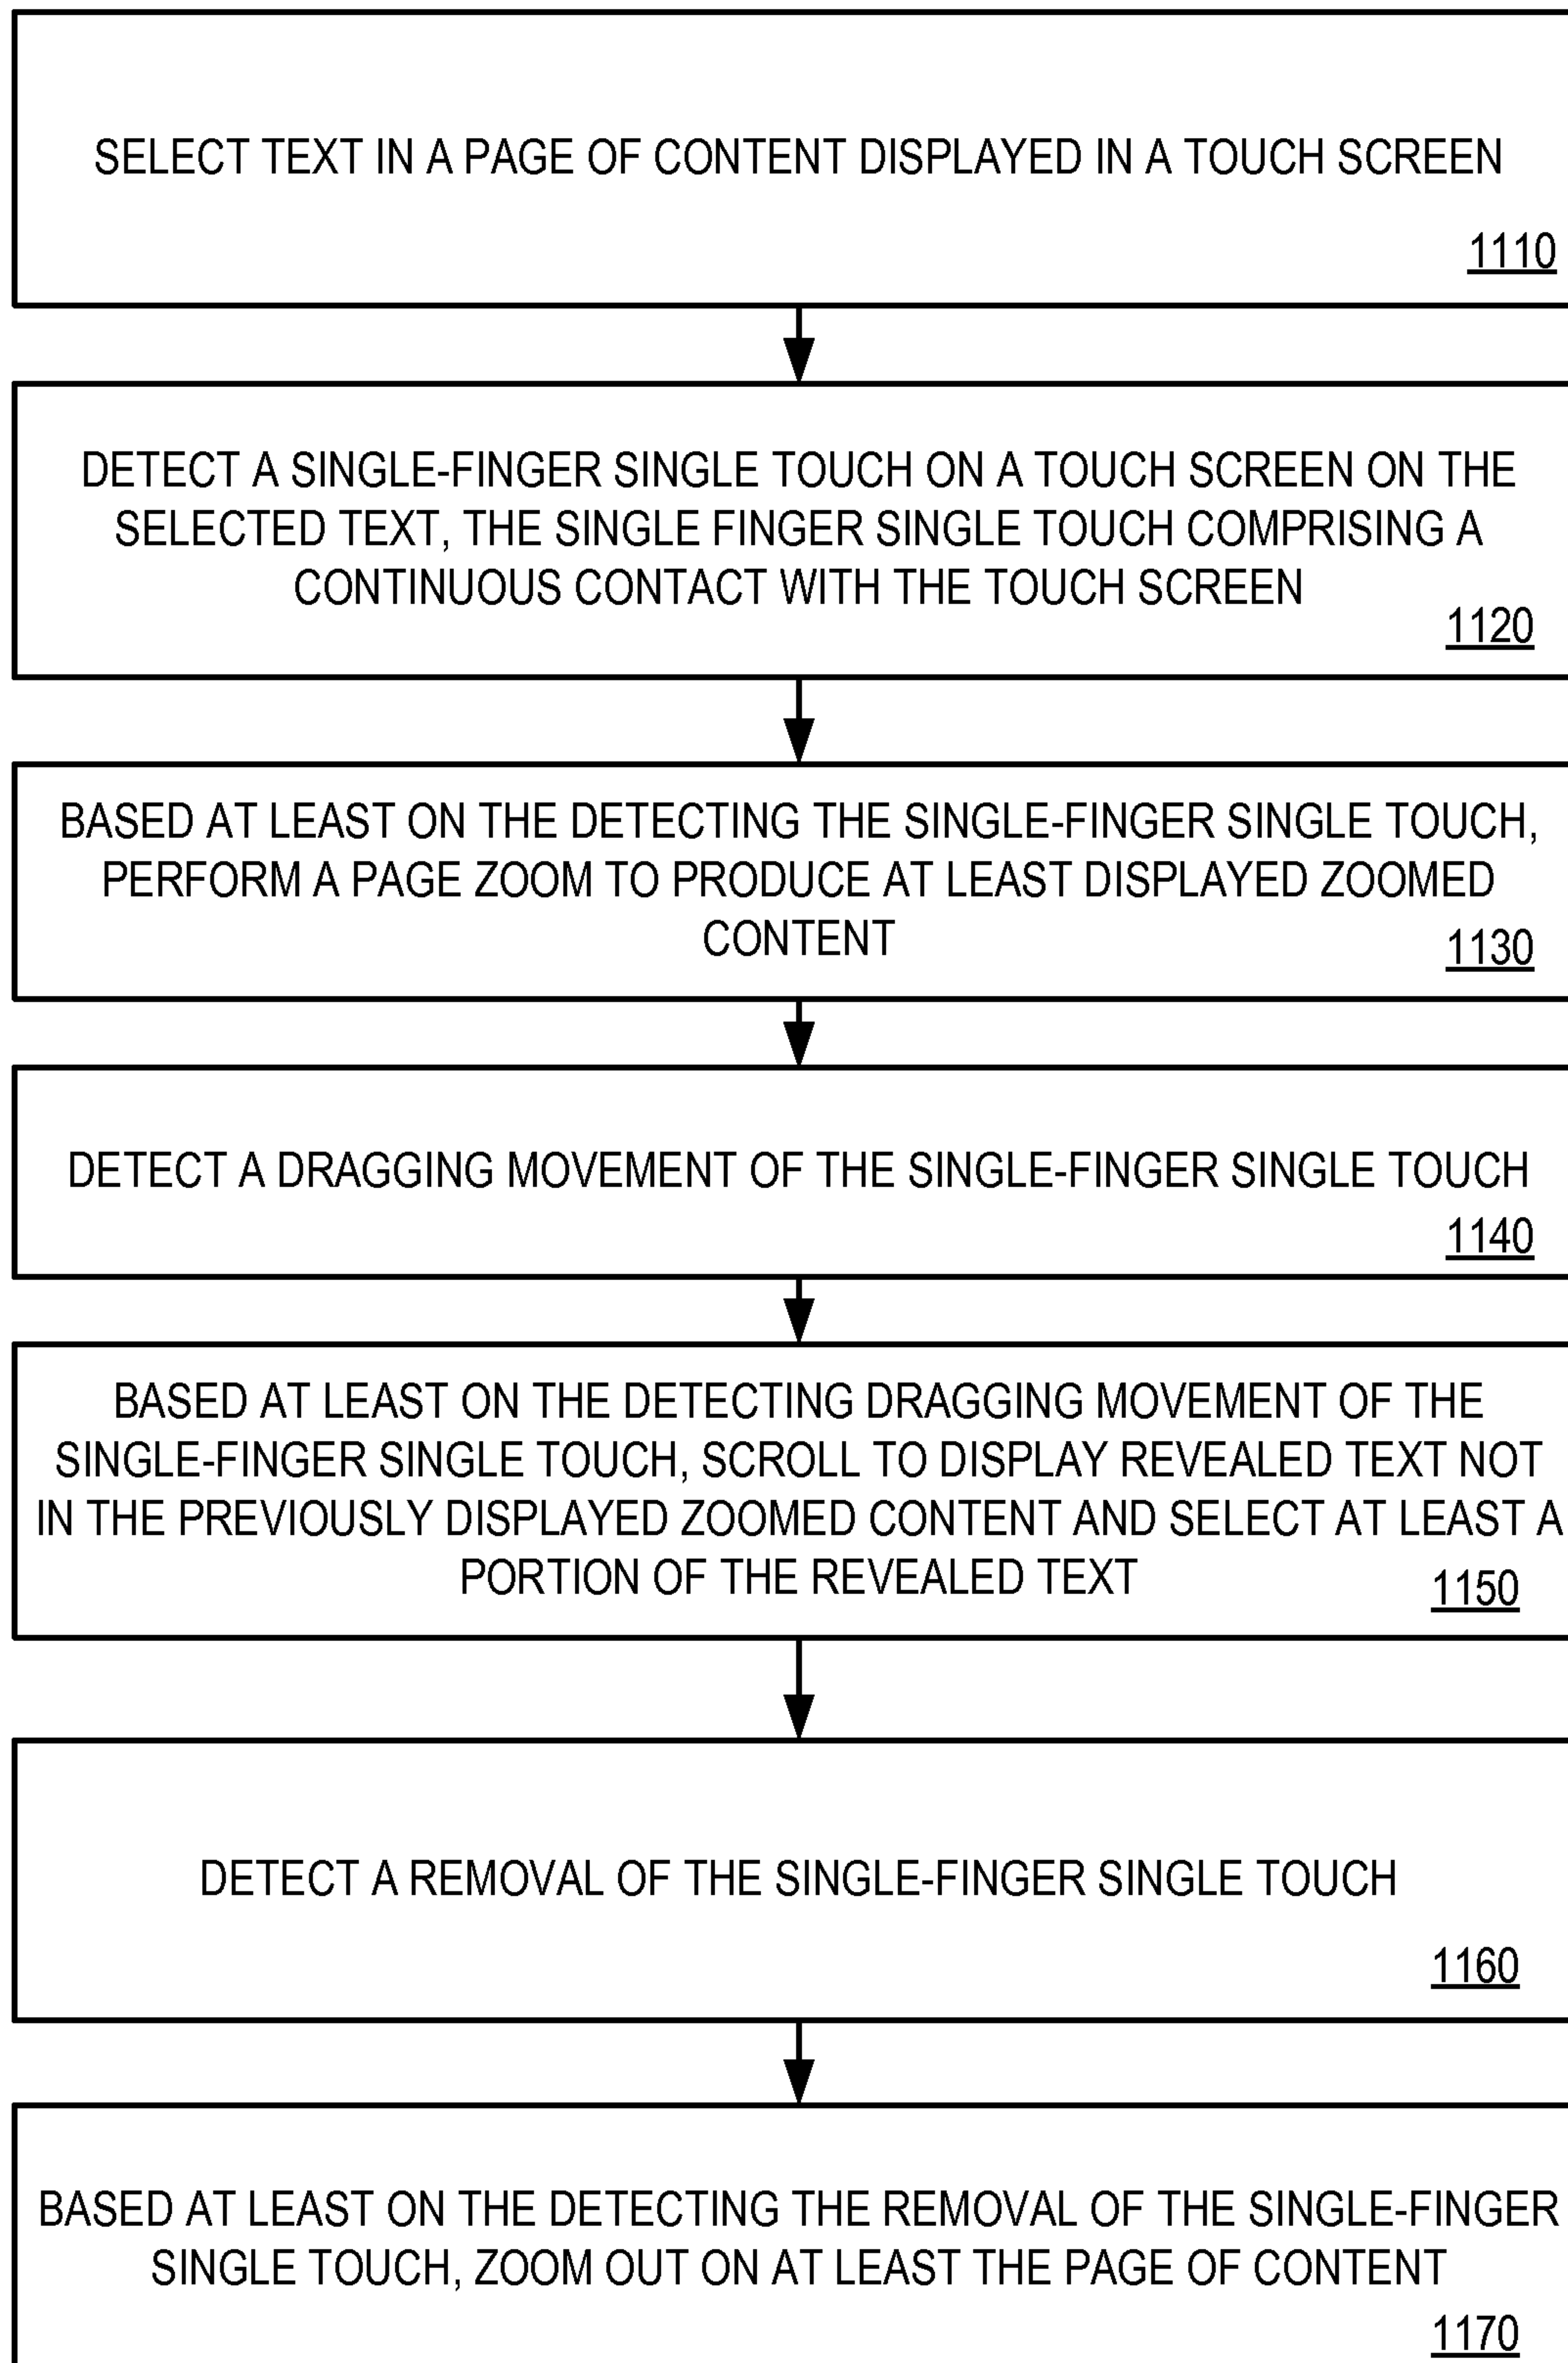 SELECT TEXT IN A PAGE OF CONTENT DISPLAYED IN A TOUCH SCREEN
1110
DETECT A SINGLE-FINGER SINGLE TOUCH ON A TOUCH SCREEN ON THE
SELECTED TEXT, THE SINGLE FINGER SINGLE TOUCH COMPRISING A
CONTINUOUS CONTACT WITH THE TOUCH SCREEN
1120
BASED AT LEAST ON THE DETECTING THE SINGLE-FINGER SINGLE TOUCH,
PERFORM A PAGE ZOOM TO PRODUCE AT LEAST DISPLAYED ZOOMED
CONTENT
1130
DETECT A DRAGGING MOVEMENT OF THE SINGLE-FINGER SINGLE TOUCH
1140
BASED AT LEAST ON THE DETECTING DRAGGING MOVEMENT OF THE
SINGLE-FINGER SINGLE TOUCH, SCROLL TO DISPLAY REVEALED TEXT NOT
IN THE PREVIOUSLY DISPLAYED ZOOMED CONTENT AND SELECT AT LEAST A
PORTION OF THE REVEALED TEXT
1150
DETECT A REMOVAL OF THE SINGLE-FINGER SINGLE TOUCH
1160
BASED AT LEAST ON THE DETECTING THE REMOVAL OF THE SINGLE-FINGER
SINGLE TOUCH, ZOOM OUT ON AT LEAST THE PAGE OF CONTENT
1170